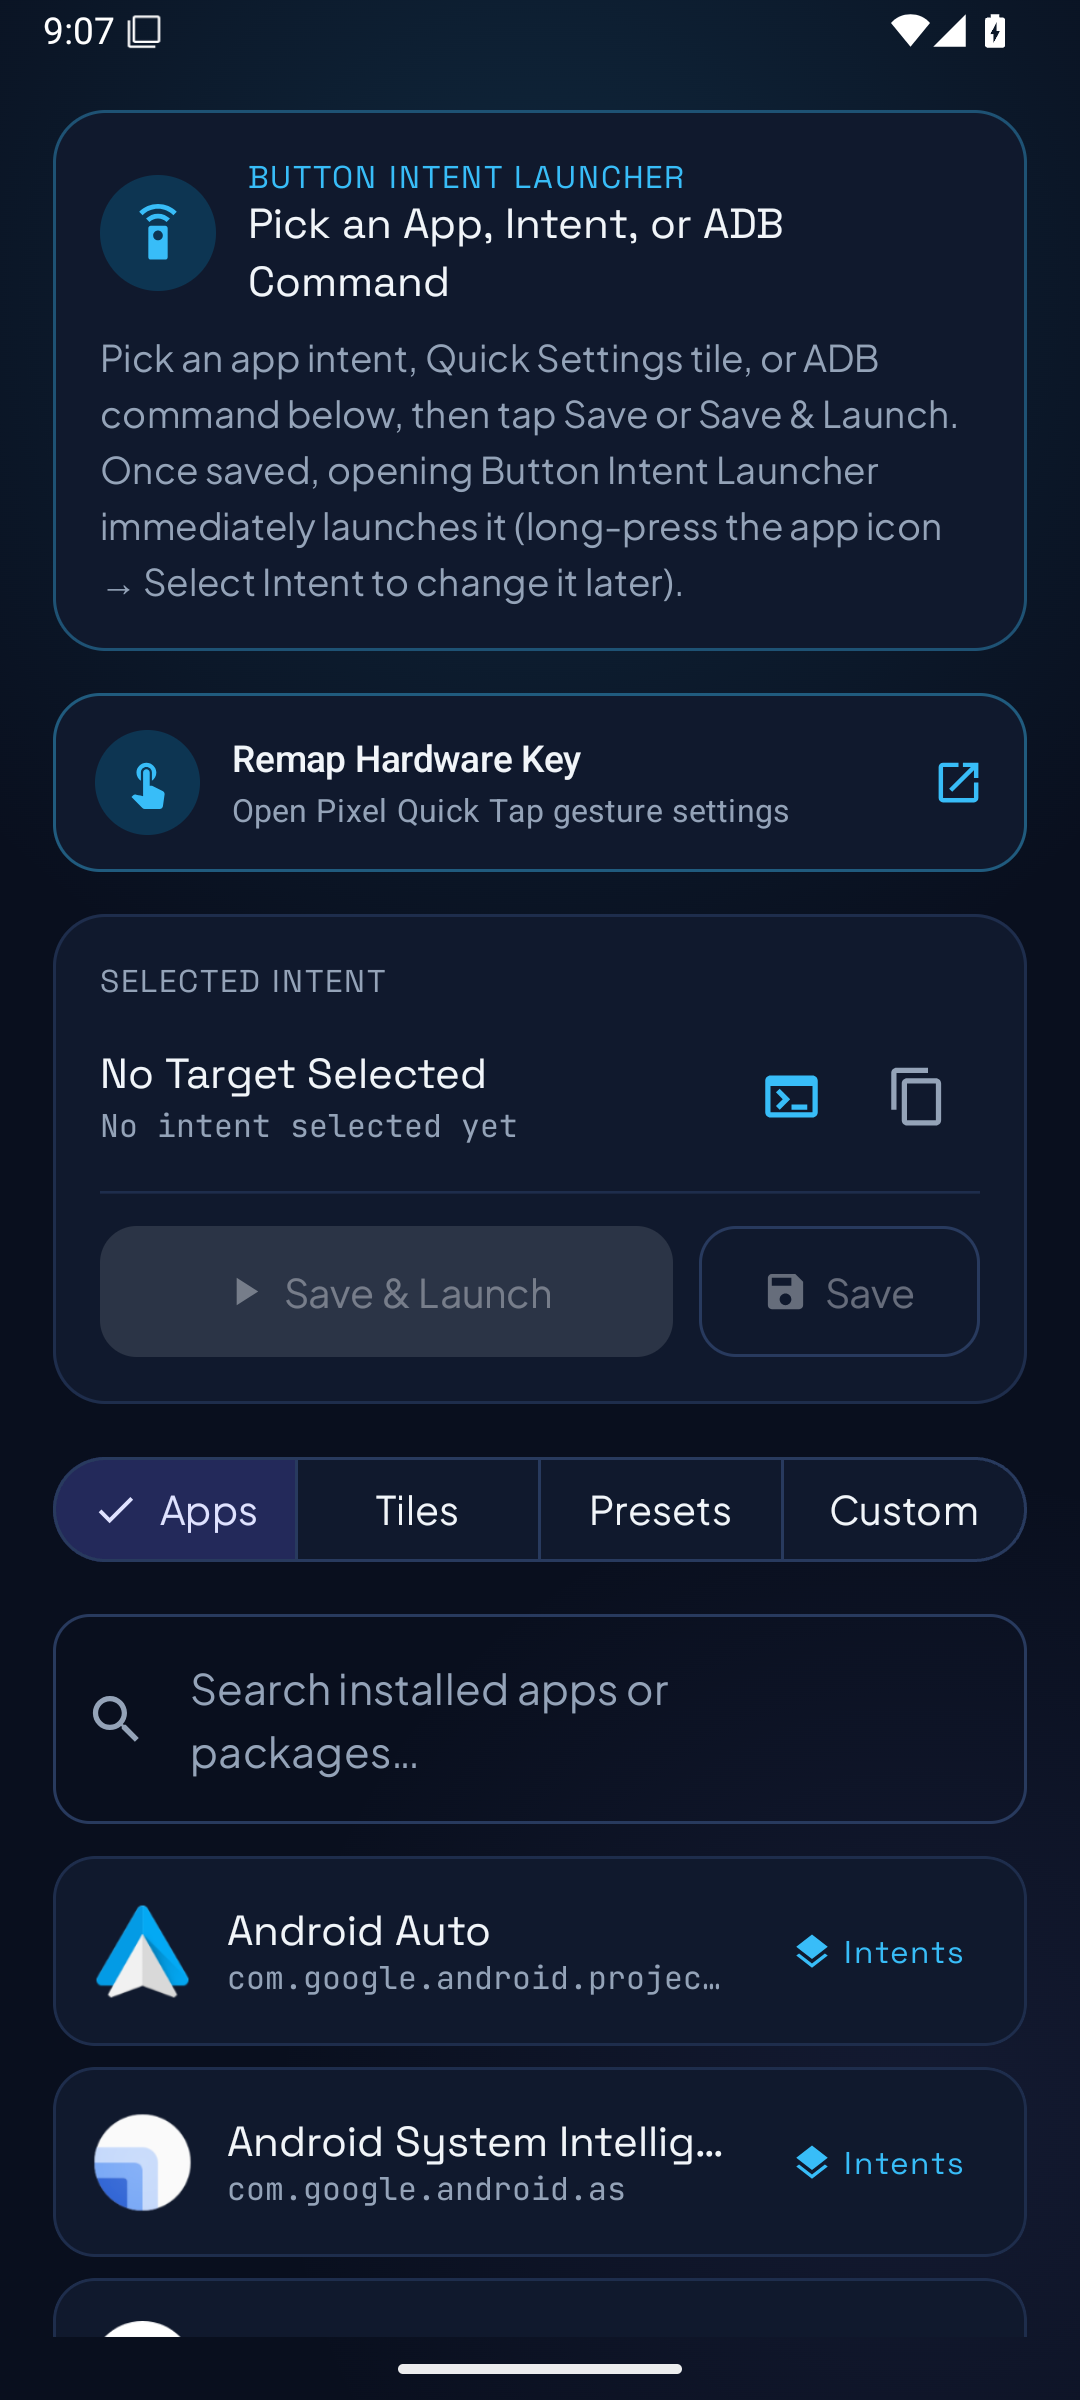 9:07
BUTTON INTENT LAUNCHER
Pick an App, Intent, or ADB
Command
Pick an app intent, Quick Settings tile, or ADB
command below, then tap Save or Save & Launch.
Once saved, opening Button Intent Launcher
immediately launches it (long-press the app icon
→ Select Intent to change it later).
Remap Hardware Key
Open Pixel Quick Tap gesture settings
SELECTED INTENT
No Target Selected
No intent selected yet
Save & Launch
Save
Apps
Tiles
Presets
Custom
Search installed apps or
packages...
Android Auto
com.google.android.projec...
Intents
Android System Intellig...
com.google.android.as
Intents